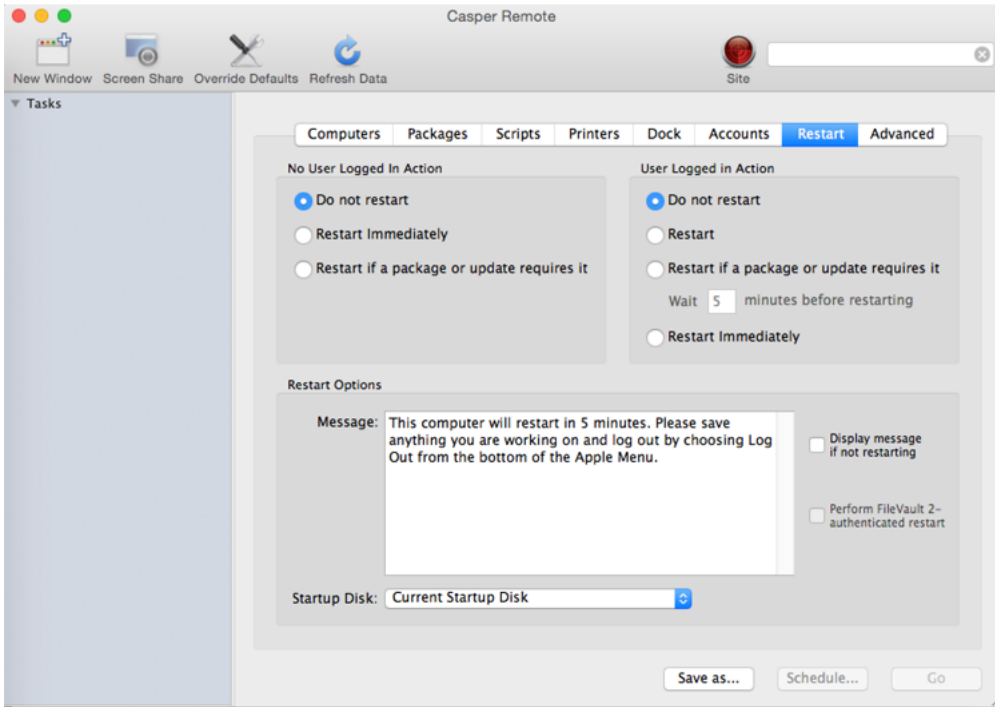 Casper Remote
New Window
Screen Share
Override Defaults
Refresh Data
Site
Tasks
Computers
Packages
Scripts
Printers
Dock
Accounts
Restart
Advanced
No User Logged In Action
Do not restart
Restart Immediately
Restart if a package or update requires it
User Logged in Action
Do not restart
Restart
Restart if a package or update requires it
Wait 5 minutes before restarting
Restart Immediately
Restart Options
Message:
This computer will restart in 5 minutes. Please save
anything you are working on and log out by choosing Log
Out from the bottom of the Apple Menu.
Display message
if not restarting
Perform FileVault 2-
authenticated restart
Startup Disk:
Current Startup Disk
Save as...
Schedule...
Go